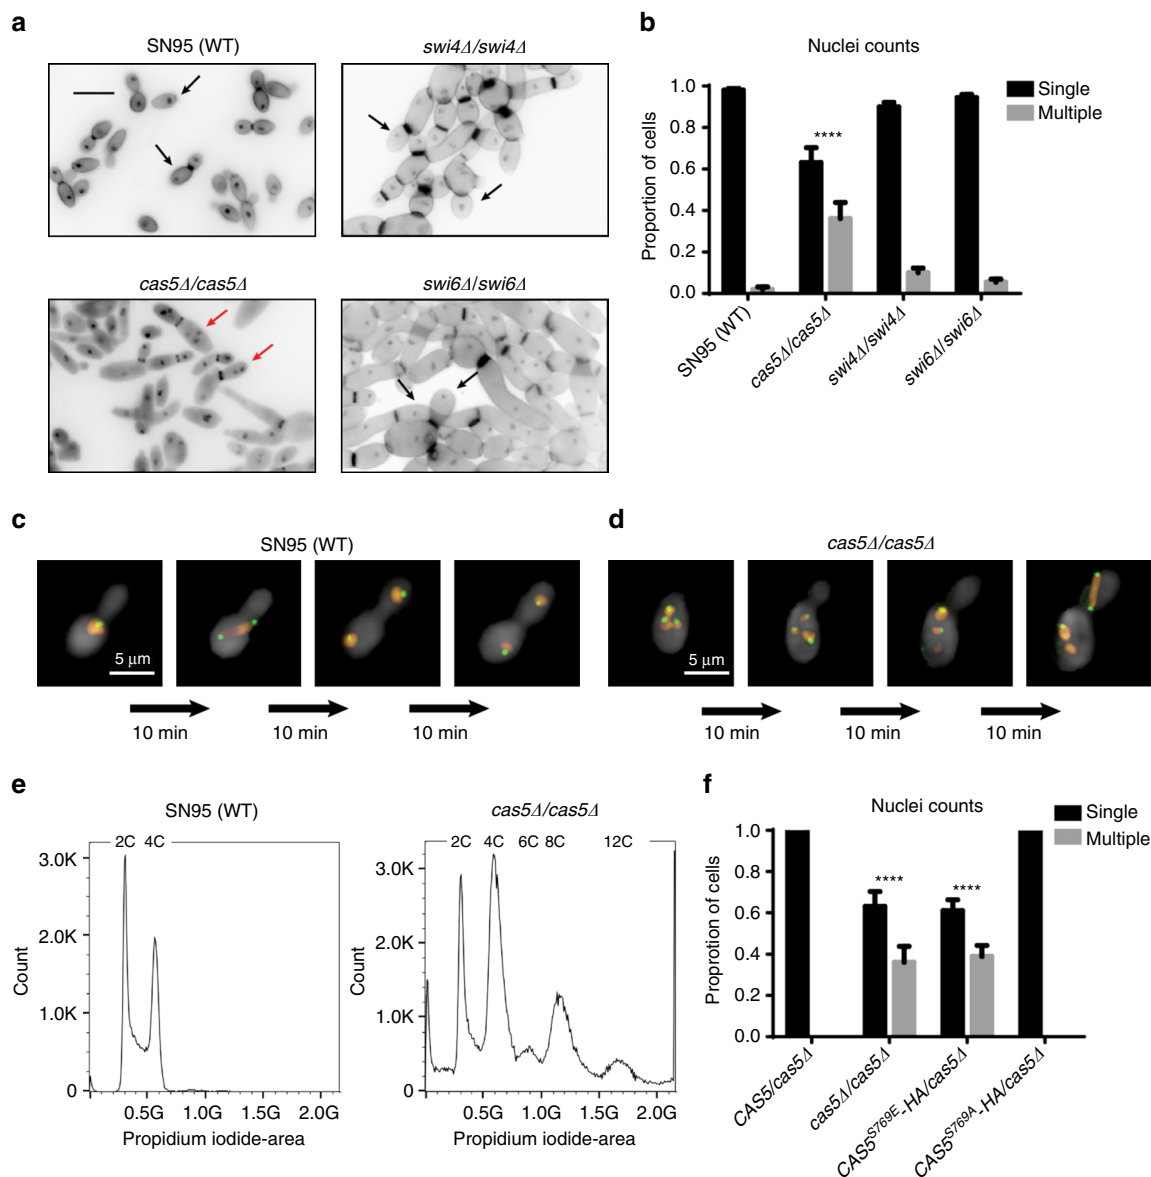 a
SN95 (WT)
swi4Δ/swi4Δ
cas5Δ/cas5Δ
swi6Δ/swi6Δ
b
Nuclei counts
Single
Multiple
****
Proportion of cells
1.0
0.8
0.6
0.4
0.2
0.0
SN95 (WT)
cas5Δ/cas5Δ
swi4Δ/swi4Δ
swi6Δ/swi6Δ
c
SN95 (WT)
5 μm
10 min
10 min
10 min
d
cas5Δ/cas5Δ
5 μm
10 min
10 min
10 min
e
SN95 (WT)
2C 4C
3.0K
2.0K
1.0K
0
Count
0.5G 1.0G 2.0G
Propidium iodide-area
cas5Δ/cas5Δ
2C 4C 6C 8C 12C
3.0K
2.0K
1.0K
0
Count
0.5G 1.0G 2.0G
Propidium iodide-area
f
Nuclei counts
Single
Multiple
**** ****
Proprotion of cells
1.0
0.8
0.6
0.4
0.2
0.0
CAS5/cas5Δ
cas5Δ/cas5Δ
CAS5S769E-HA/cas5Δ
CAS5S769A-HA/cas5Δ